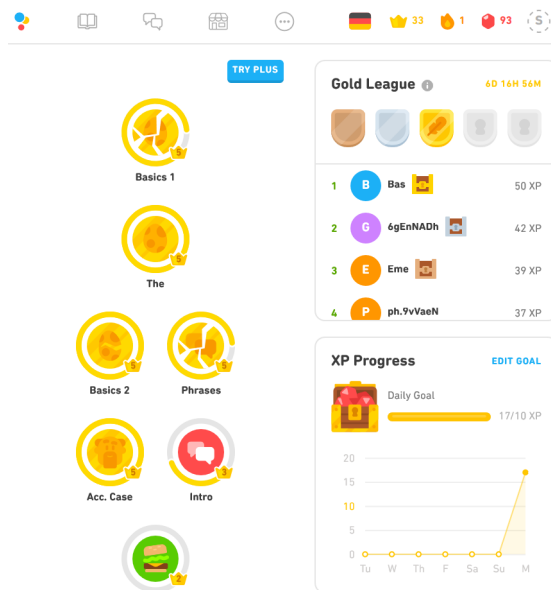 33 1 93 S
TRY PLUS
5
Basics 1
5
The
5
Basics 2
5
Phrases
5
Acc. Case
3
Intro
2
Gold League 6D 16H 56M
1 B Bas 50 XP
2 G 6gEnNADh 42 XP
3 E Eme 39 XP
4 P ph.9vVaeN 37 XP
XP Progress EDIT GOAL
Daily Goal
17/10 XP
20
15
10
5
0
Tu W Th F Sa Su M